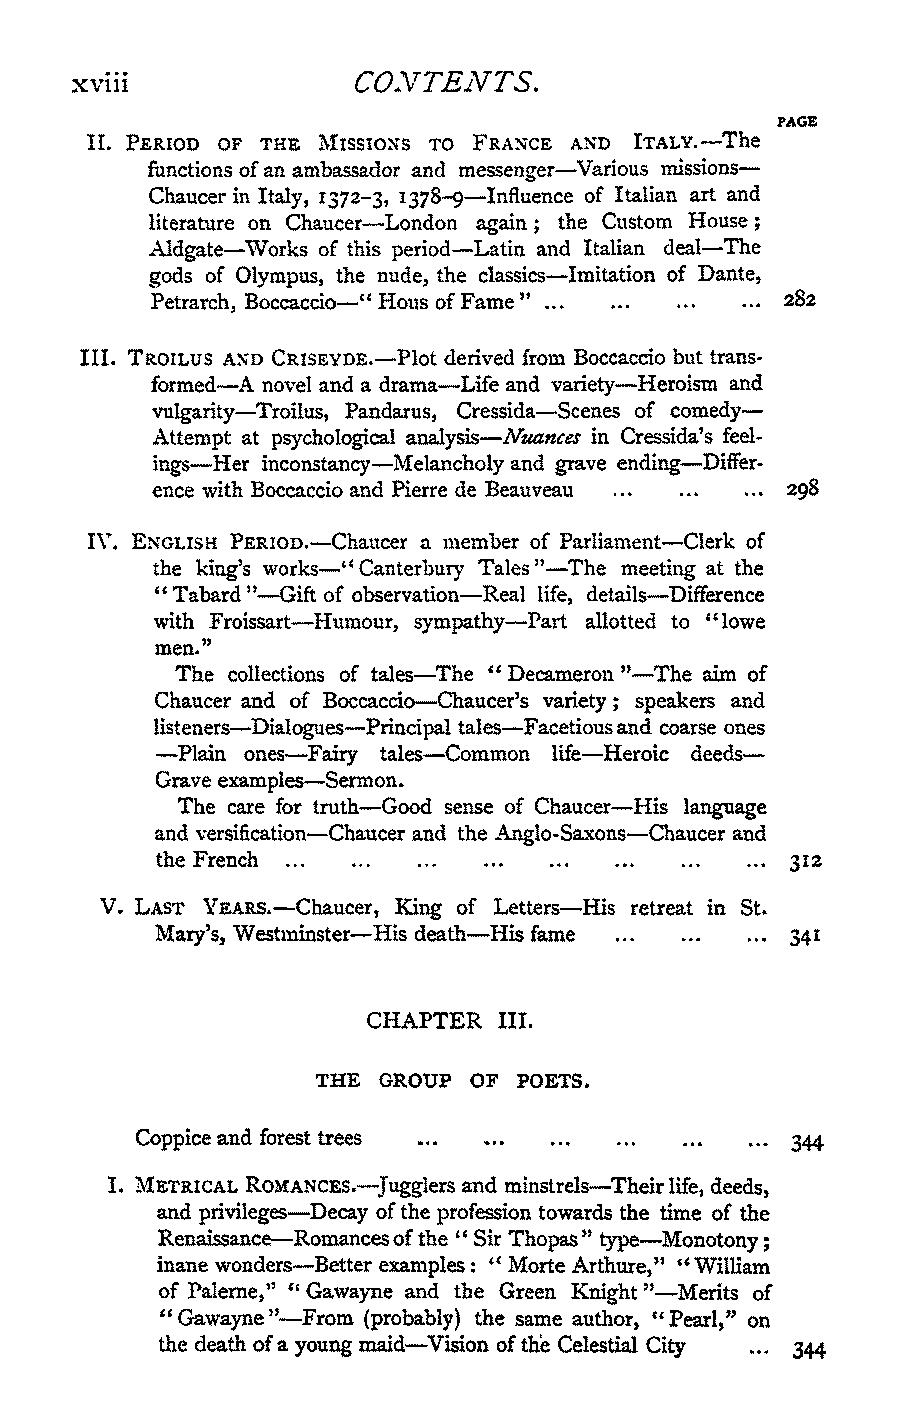 xviii CONTENTS.
PAGE
II. PERIOD OF THE MISSIONS TO FRANCE AND ITALY.—The
functions of an ambassador and messenger—Various missions—
Chaucer in Italy, 1372-3, 1378-9—Influence of Italian art and
literature on Chaucer—London again; the Custom House;
Aldgate—Works of this period—Latin and Italian deal—The
gods of Olympus, the nude, the classics—Imitation of Dante,
Petrarch, Boccaccio—"Hous of Fame" ... ... ... ... 282
III. TROILUS AND CRISEYDE.—Plot derived from Boccaccio but trans-
formed—A novel and a drama—Life and variety—Heroism and
vulgarity—Troilus, Pandarus, Cressida—Scenes of comedy—
Attempt at psychological analysis—Nuances in Cressida's feel-
ings—Her inconstancy—Melancholy and grave ending—Differ-
ence with Boccaccio and Pierre de Beauveau ... ... ... 298
IV. ENGLISH PERIOD.—Chaucer a member of Parliament—Clerk of
the king's works—"Canterbury Tales"—The meeting at the
"Tabard"—Gift of observation—Real life, details—Difference
with Froissart—Humour, sympathy—Part allotted to "lowe
men."
The collections of tales—The "Decameron"—The aim of
Chaucer and of Boccaccio—Chaucer's variety; speakers and
listeners—Dialogues—Principal tales—Facetious and coarse ones
—Plain ones—Fairy tales—Common life—Heroic deeds—
Grave examples—Sermon.
The care for truth—Good sense of Chaucer—His language
and versification—Chaucer and the Anglo-Saxons—Chaucer and
the French ... ... ... ... ... ... ... ... 312
V. LAST YEARS.—Chaucer, King of Letters—His retreat in St.
Mary's, Westminster—His death—His fame ... ... ... 341
CHAPTER III.
THE GROUP OF POETS.
Coppice and forest trees ... ... ... ... ... ... 344
I. METRICAL ROMANCES.—Jugglers and minstrels—Their life, deeds,
and privileges—Decay of the profession towards the time of the
Renaissance—Romances of the "Sir Thopas" type—Monotony;
inane wonders—Better examples: "Morte Arthure," "William
of Palerne," "Gawayne and the Green Knight"—Merits of
"Gawayne"—From (probably) the same author, "Pearl," on
the death of a young maid—Vision of the Celestial City ... 344